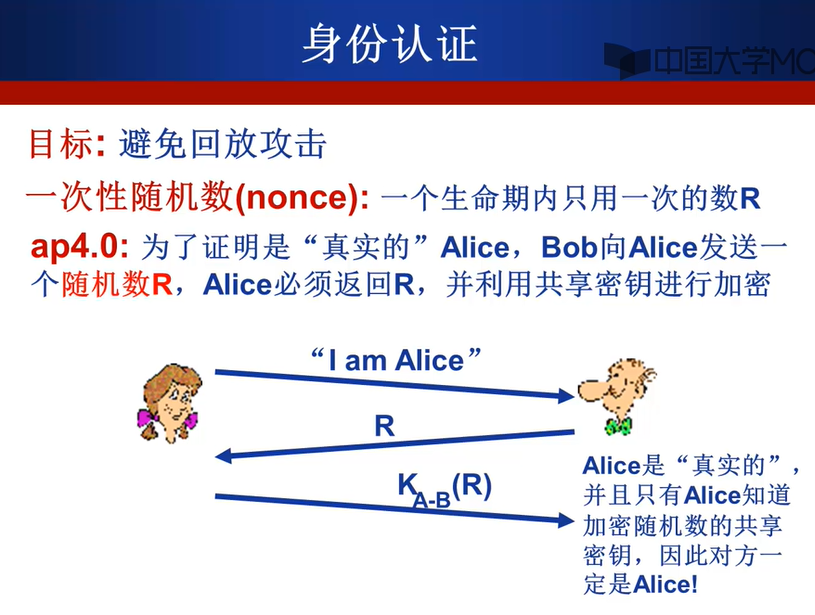 身份认证
中国大学MO
目标: 避免回放攻击
一次性随机数(nonce): 一个生命期内只用一次的数R
ap4.0: 为了证明是“真实的”Alice，Bob向Alice发送一
个随机数R，Alice必须返回R，并利用共享密钥进行加密
“I am Alice”
R
K_A-B(R)
Alice是“真实的”，
并且只有Alice知道
加密随机数的共享
密钥，因此对方一
定是Alice!